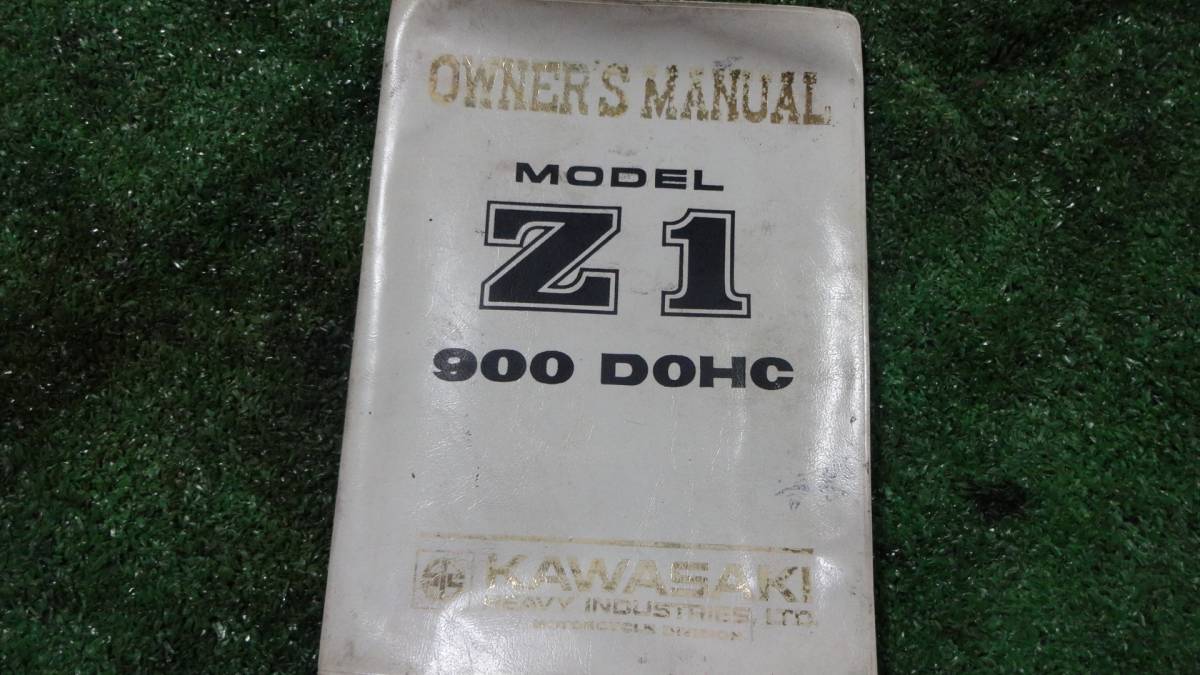 OWNER'S MANUAL
MODEL
Z1
900 DOHC
KAWASAKI
HEAVY INDUSTRIES, LTD.
MOTORCYCLE DIVISION